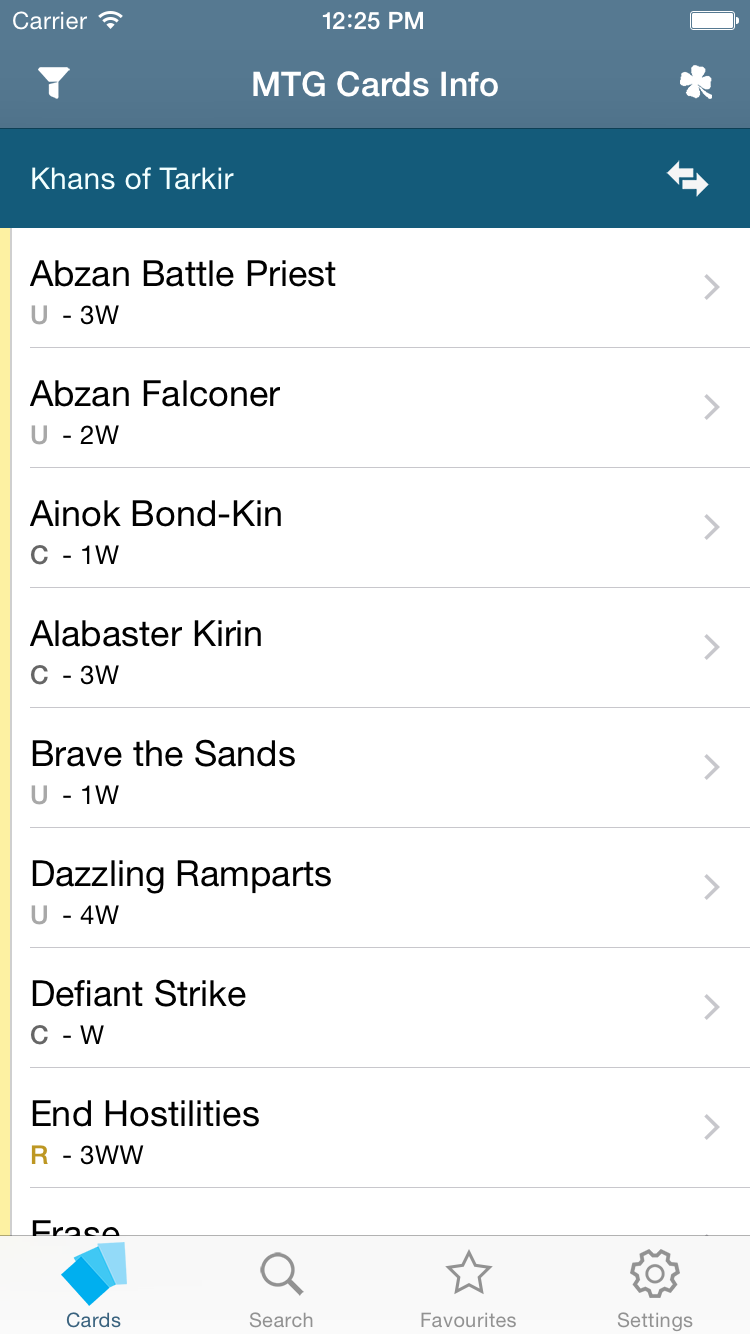 Carrier 12:25 PM
MTG Cards Info
Khans of Tarkir
Abzan Battle Priest
U - 3W
Abzan Falconer
U - 2W
Ainok Bond-Kin
C - 1W
Alabaster Kirin
C - 3W
Brave the Sands
U - 1W
Dazzling Ramparts
U - 4W
Defiant Strike
C - W
End Hostilities
R - 3WW
Erase
Cards Search Favourites Settings